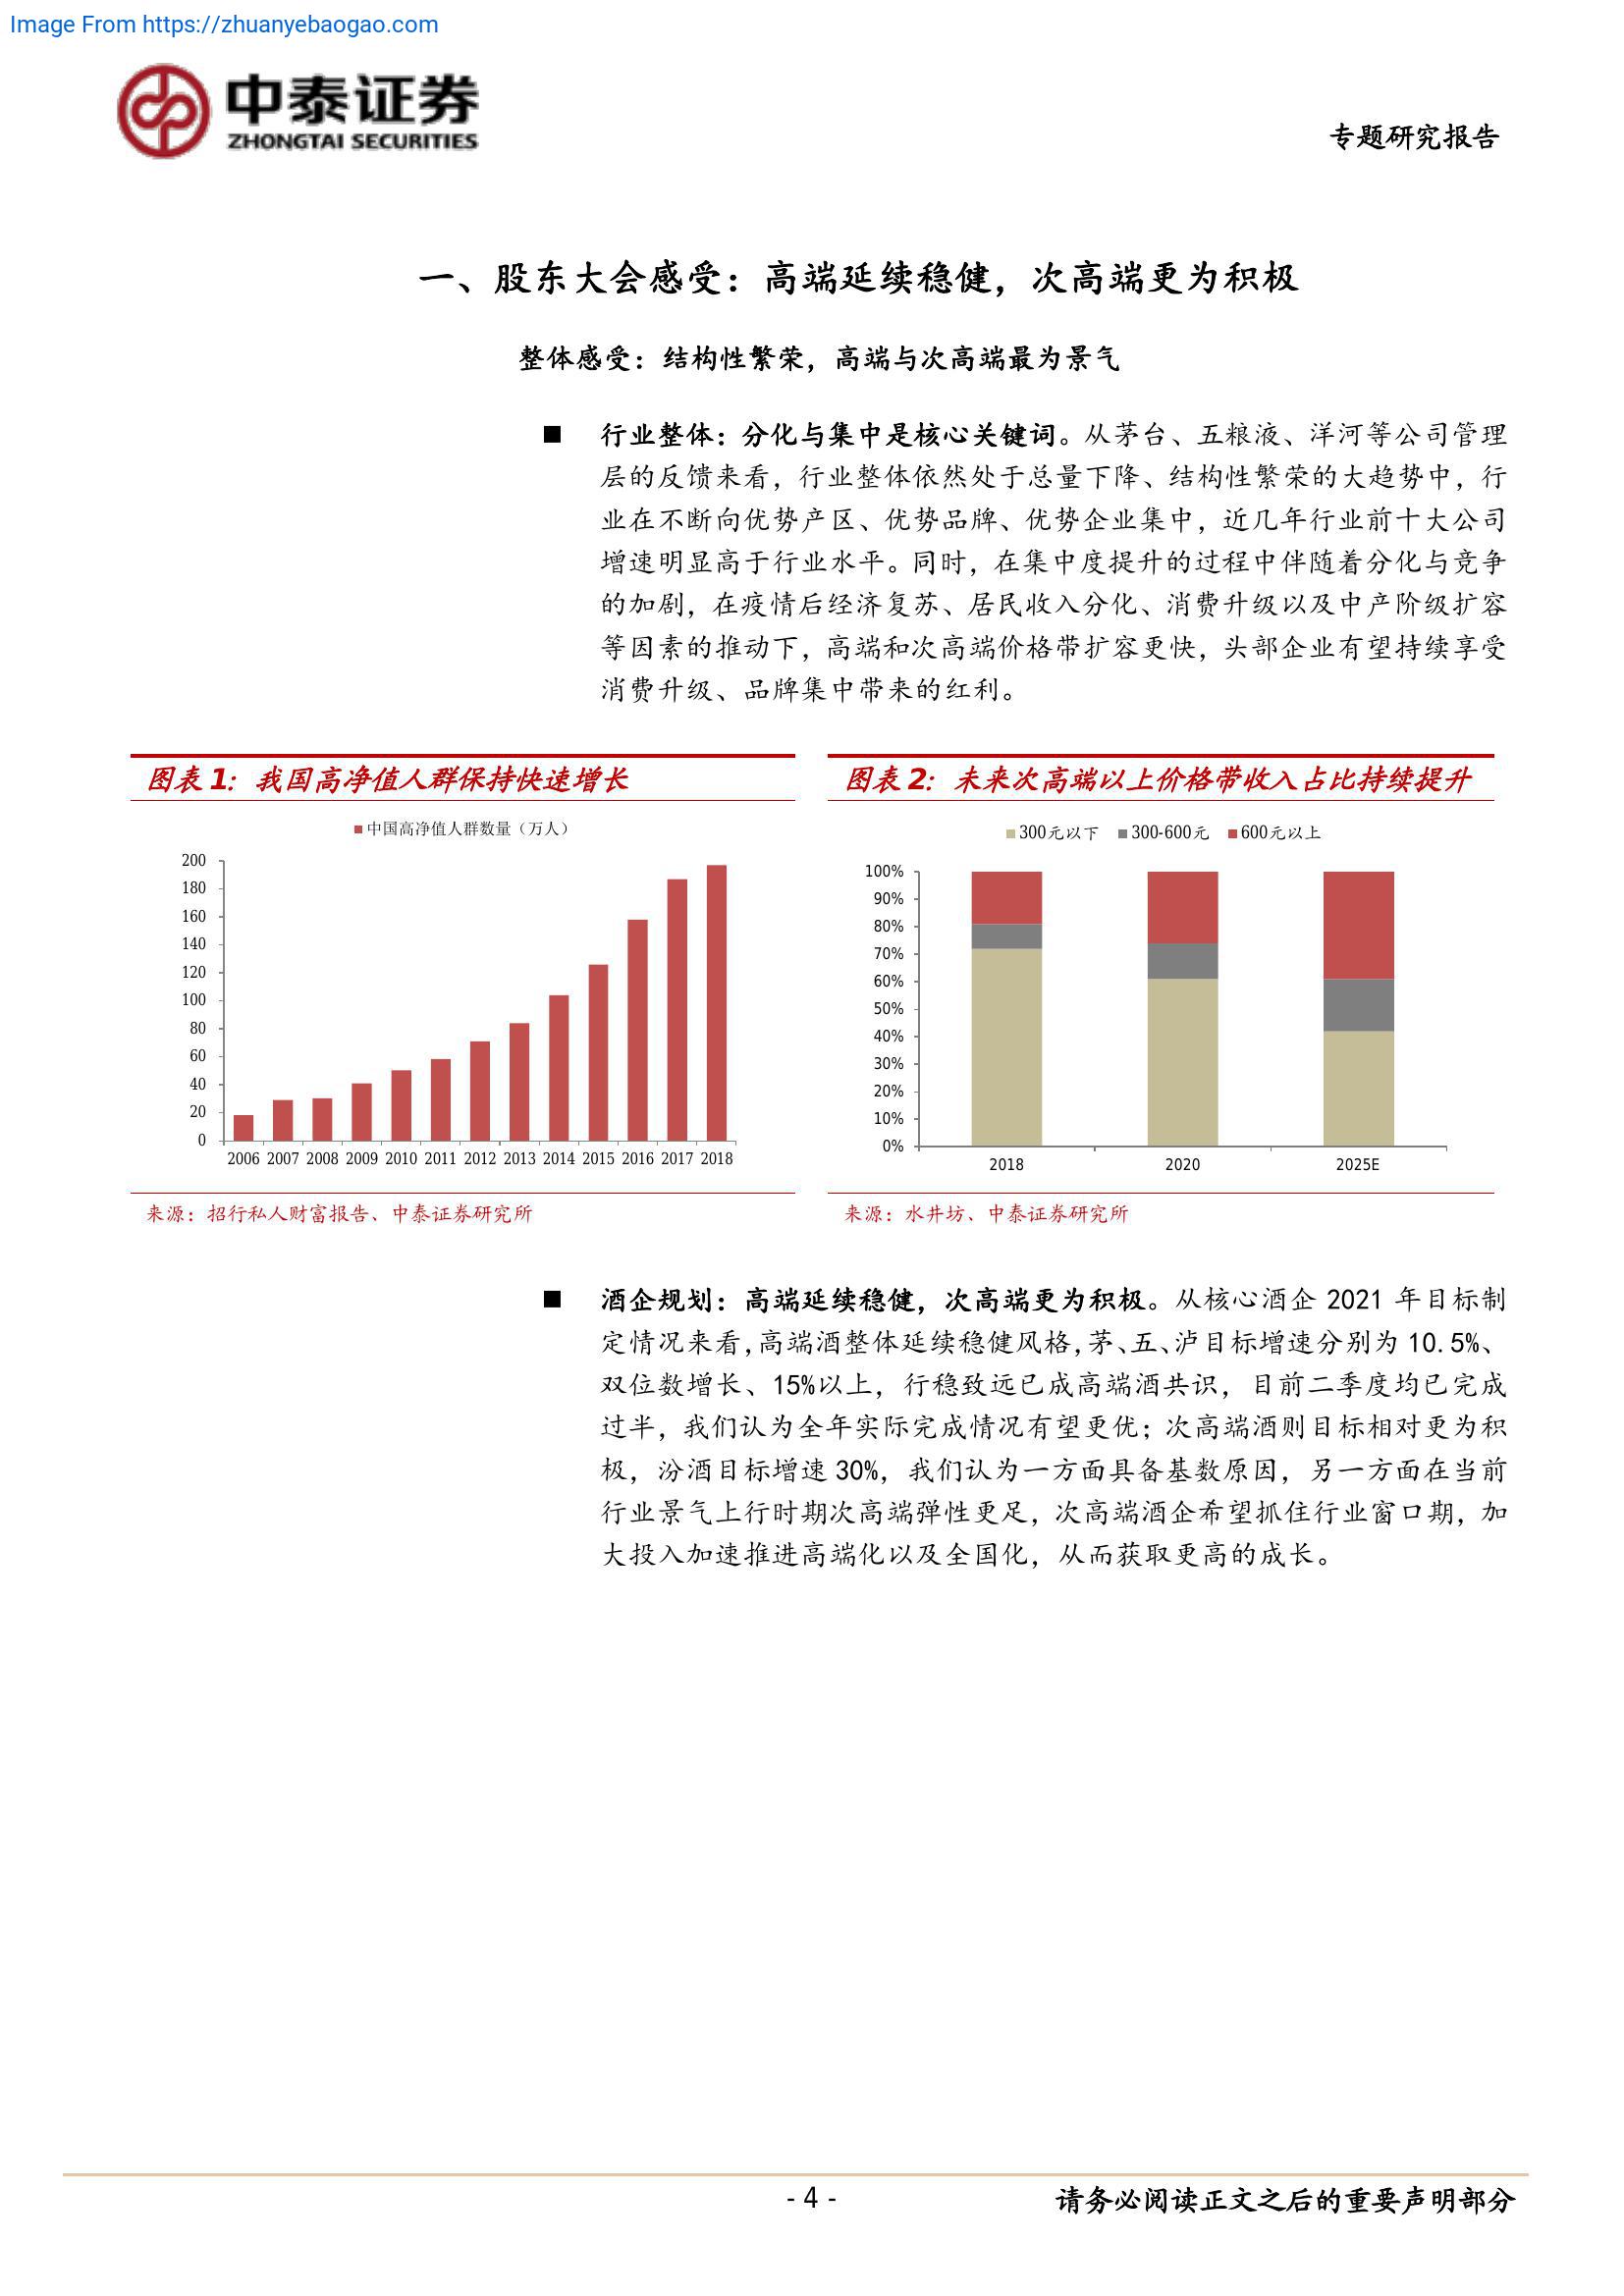 Image From https://zhuanyebaogao.com
中泰证券
ZHONGTAI SECURITIES
专题研究报告
一、股东大会感受：高端延续稳健，次高端更为积极
整体感受：结构性繁荣，高端与次高端最为景气
■ 行业整体：分化与集中是核心关键词。从茅台、五粮液、洋河等公司管理
层的反馈来看，行业整体依然处于总量下降、结构性繁荣的大趋势中，行
业在不断向优势产区、优势品牌、优势企业集中，近几年行业前十大公司
增速明显高于行业水平。同时，在集中度提升的过程中伴随着分化与竞争
的加剧，在疫情后经济复苏、居民收入分化、消费升级以及中产阶级扩容
等因素的推动下，高端和次高端价格带扩容更快，头部企业有望持续享受
消费升级、品牌集中带来的红利。
图表 1：我国高净值人群保持快速增长
中国高净值人群数量（万人）
200
180
160
140
120
100
80
60
40
20
0
2006 2007 2008 2009 2010 2011 2012 2013 2014 2015 2016 2017 2018
来源：招行私人财富报告、中泰证券研究所
图表 2：未来次高端以上价格带收入占比持续提升
300元以下 300-600元 600元以上
100%
90%
80%
70%
60%
50%
40%
30%
20%
10%
0%
2018 2020 2025E
来源：水井坊、中泰证券研究所
■ 酒企规划：高端延续稳健，次高端更为积极。从核心酒企 2021 年目标制
定情况来看，高端酒整体延续稳健风格，茅、五、泸目标增速分别为 10.5%、
双位数增长、15%以上，行稳致远已成高端酒共识，目前二季度均已完成
过半，我们认为全年实际完成情况有望更优；次高端酒则目标相对更为积
极，汾酒目标增速 30%，我们认为一方面具备基数原因，另一方面在当前
行业景气上行时期次高端弹性更足，次高端酒企希望抓住行业窗口期，加
大投入加速推进高端化以及全国化，从而获取更高的成长。
- 4 -
请务必阅读正文之后的重要声明部分